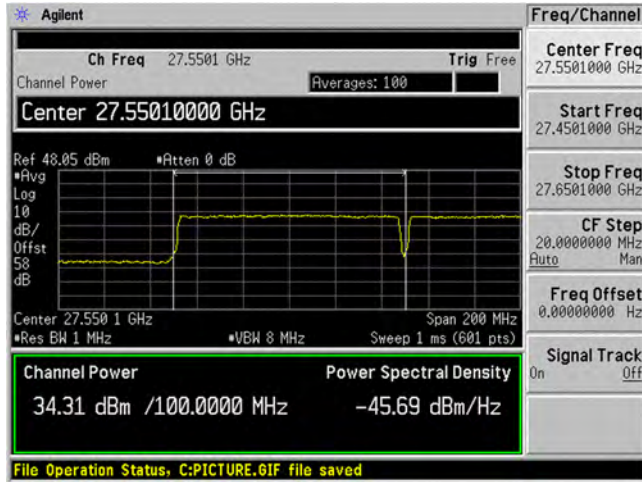 Agilent
Freq/Channel
Ch Freq 27.5501 GHz Trig Free
Channel Power Averages: 100
Center 27.55010000 GHz
Ref 48.05 dBm *Atten 0 dB
*Avg
Log
10
dB/
Offst
58
dB
Center 27.550 1 GHz Span 200 MHz
*Res BW 1 MHz *VBW 8 MHz Sweep 1 ms (601 pts)
Channel Power Power Spectral Density
34.31 dBm /100.0000 MHz -45.69 dBm/Hz
File Operation Status, C:PICTURE.GIF file saved
Center Freq
27.5501000 GHz
Start Freq
27.4501000 GHz
Stop Freq
27.6501000 GHz
CF Step
20.0000000 MHz
Auto Man
Freq Offset
0.00000000 Hz
Signal Track
On Off